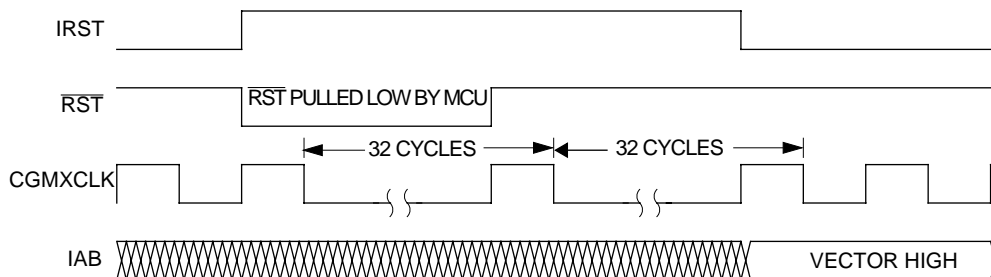 IRST
RST
RST PULLED LOW BY MCU
32 CYCLES
32 CYCLES
CGMXCLK
IAB
VECTOR HIGH